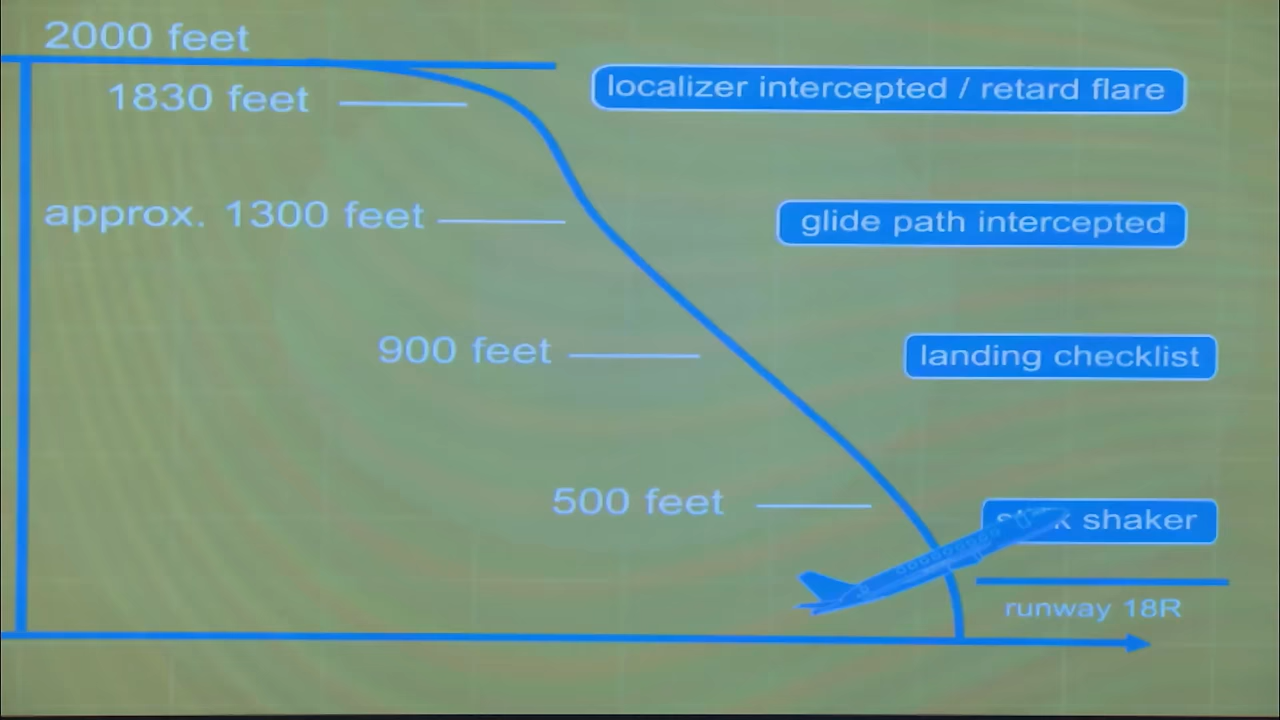 2000 feet
1830 feet
localizer intercepted / retard flare
approx. 1300 feet
glide path intercepted
900 feet
landing checklist
500 feet
shaker
runway 18R